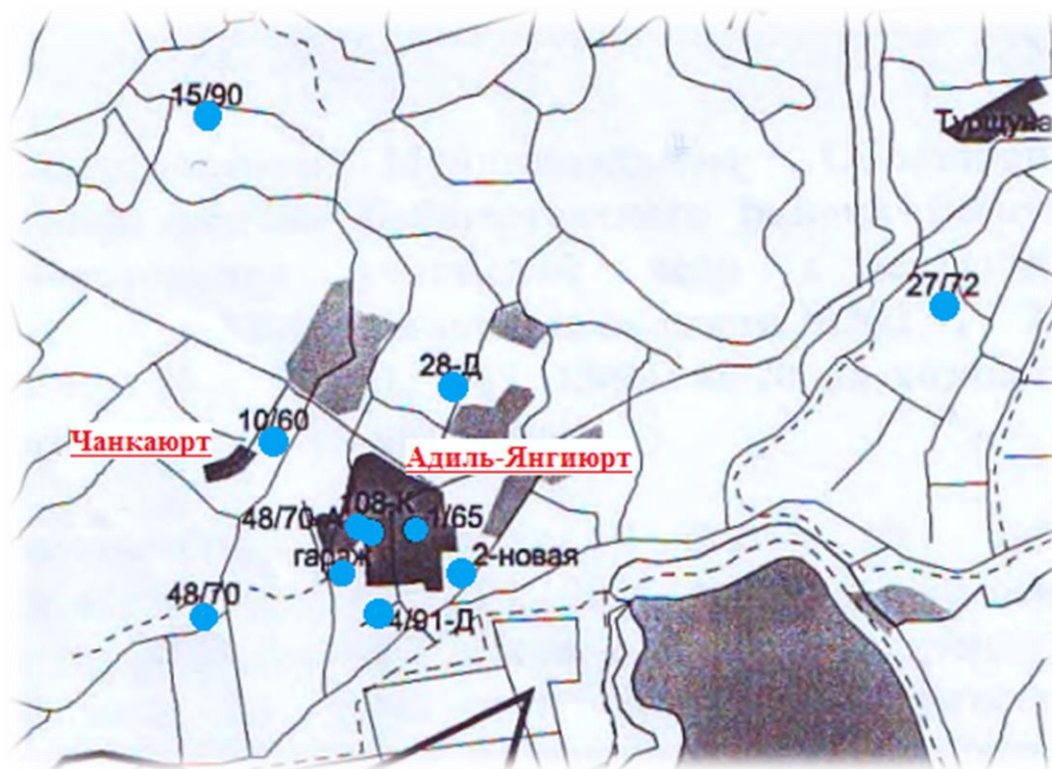 15/90
Турщуна
27/72
28-Д
10/60
Чанкаюрт
Адиль-Янгиюрт
108-К
48/70-А
1/65
гараж
2-новая
48/70
4/91-Д